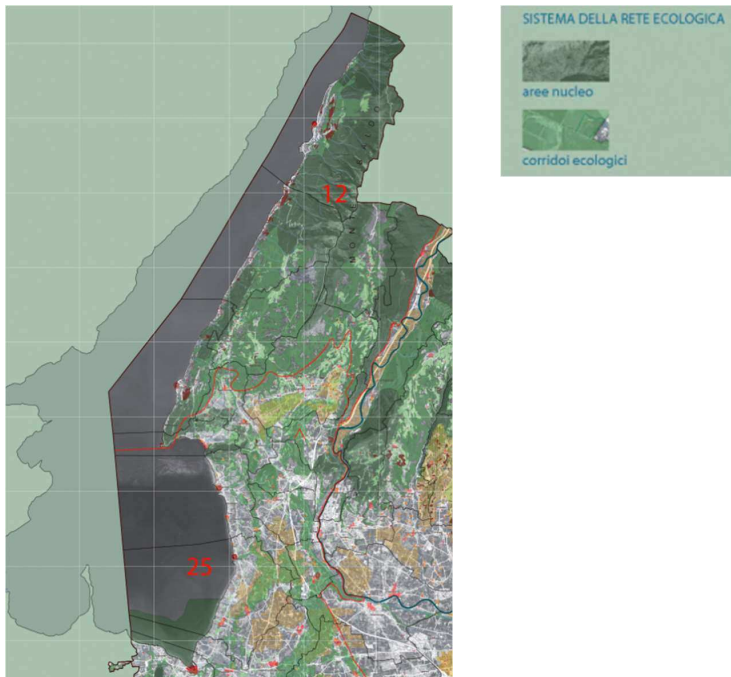 SISTEMA DELLA RETE ECOLOGICA
aree nucleo
corridoi ecologici
12
25